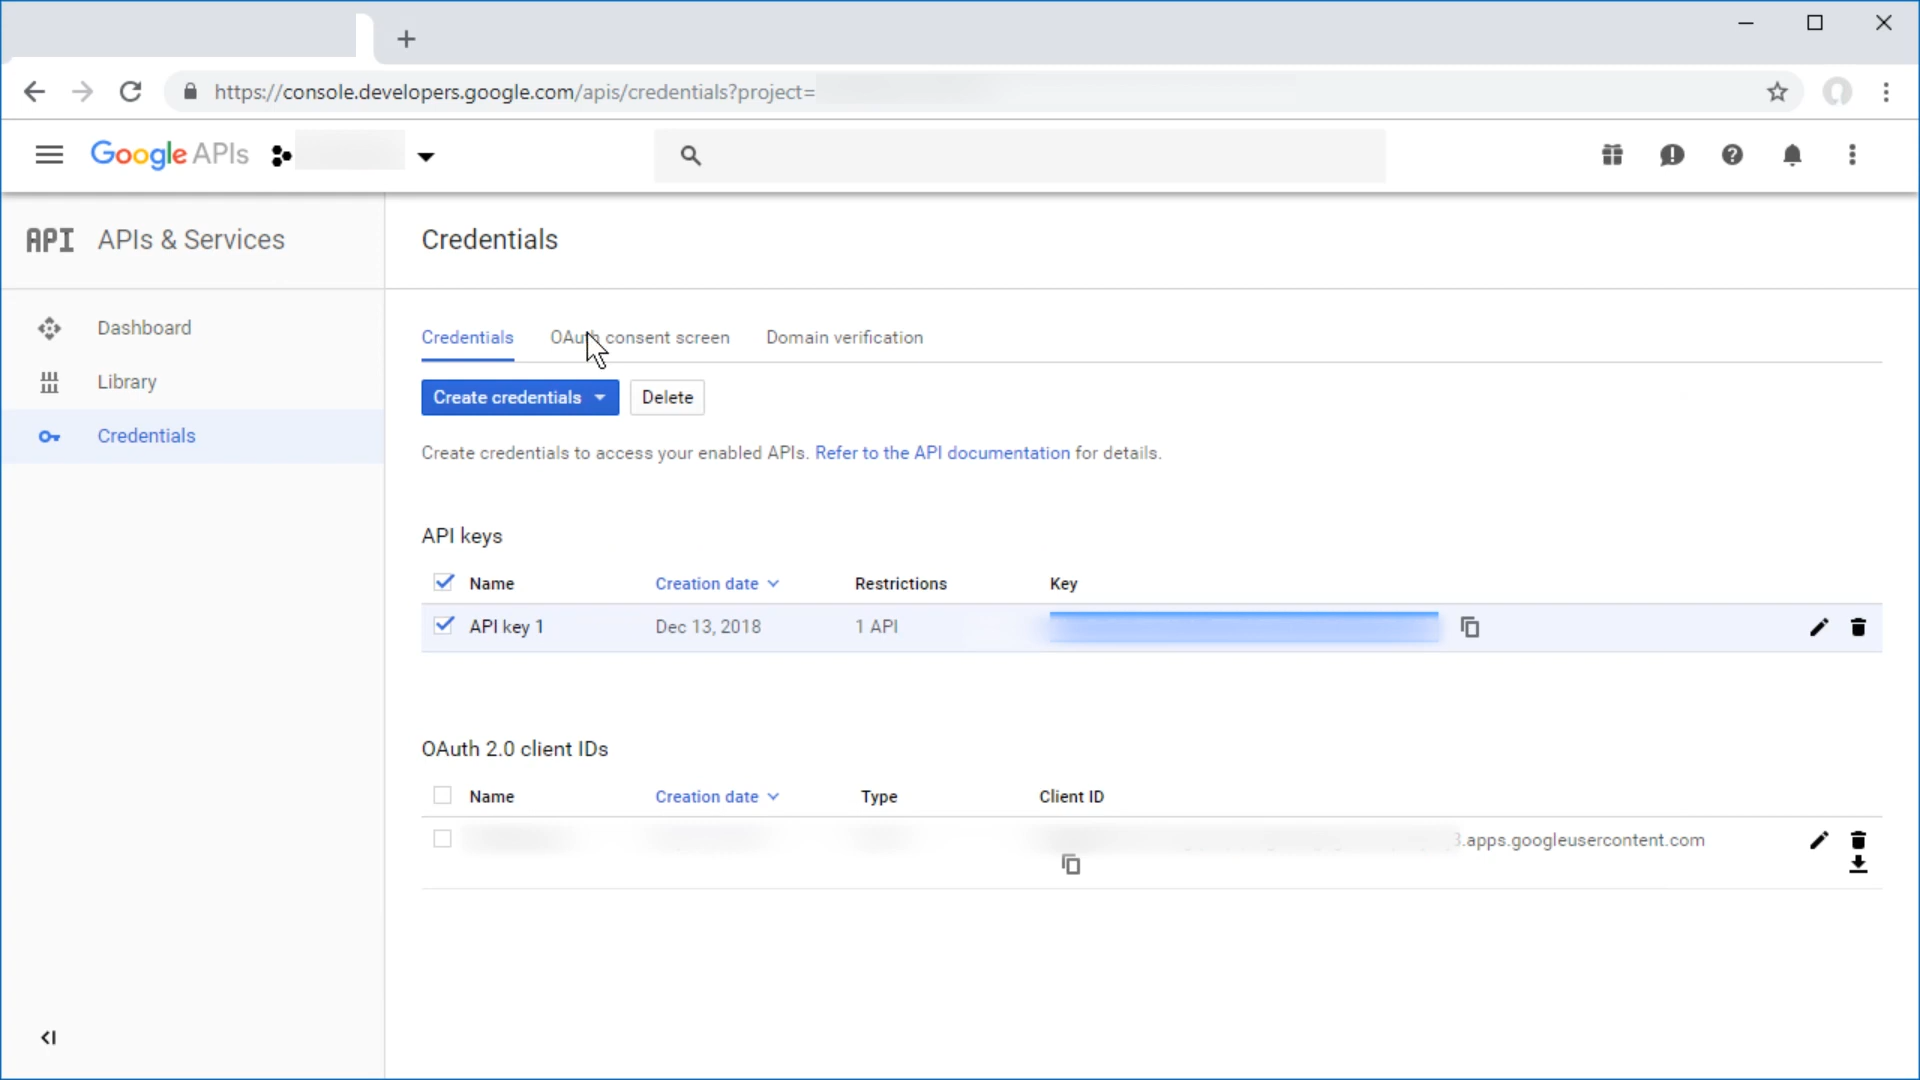 https://console.developers.google.com/apis/credentials?project=
Google APIs
API APIs & Services
Credentials
Dashboard
Library
Credentials
Credentials OAuth consent screen Domain verification
Create credentials Delete
Create credentials to access your enabled APIs. Refer to the API documentation for details.
API keys
Name Creation date Restrictions Key
API key 1 Dec 13, 2018 1 API
OAuth 2.0 client IDs
Name Creation date Type Client ID
.apps.googleusercontent.com